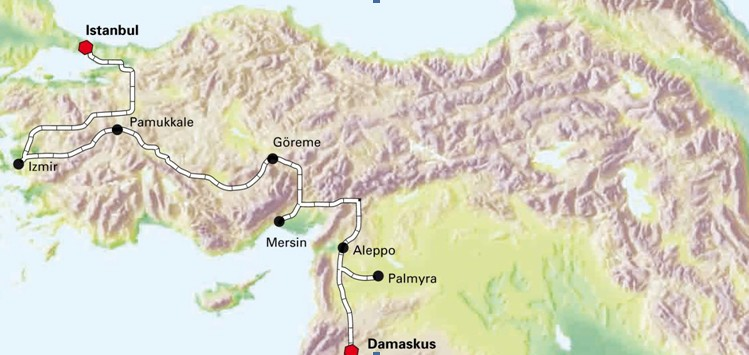 Istanbul
Pamukkale
Göreme
Izmir
Mersin
Aleppo
Palmyra
Damaskus